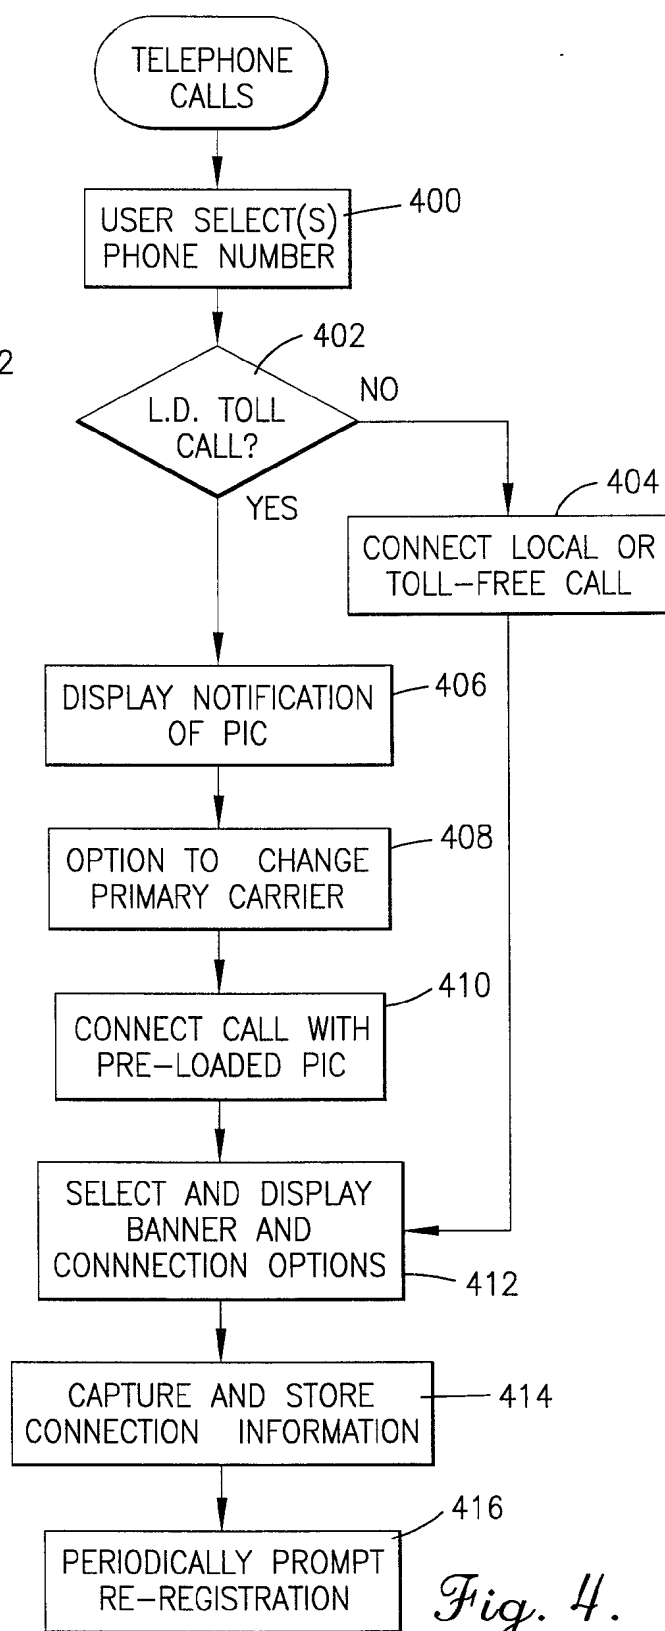 TELEPHONE
CALLS
400
USER SELECT(S)
PHONE NUMBER
402
2
L.D. TOLL
CALL?
NO
YES
404
CONNECT LOCAL OR
TOLL-FREE CALL
406
DISPLAY NOTIFICATION
OF PIC
408
OPTION TO CHANGE
PRIMARY CARRIER
410
CONNECT CALL WITH
PRE-LOADED PIC
SELECT AND DISPLAY
BANNER AND
CONNNECTION OPTIONS
412
CAPTURE AND STORE
CONNECTION INFORMATION
414
416
PERIODICALLY PROMPT
RE-REGISTRATION
Fig. 4.